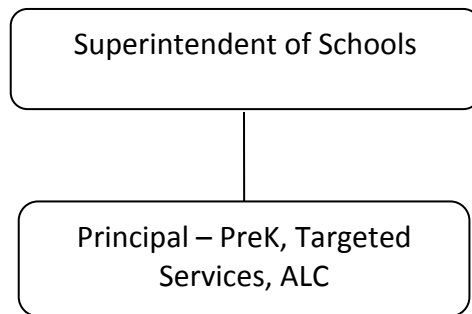 Superintendent of Schools
Principal – PreK, Targeted
Services, ALC